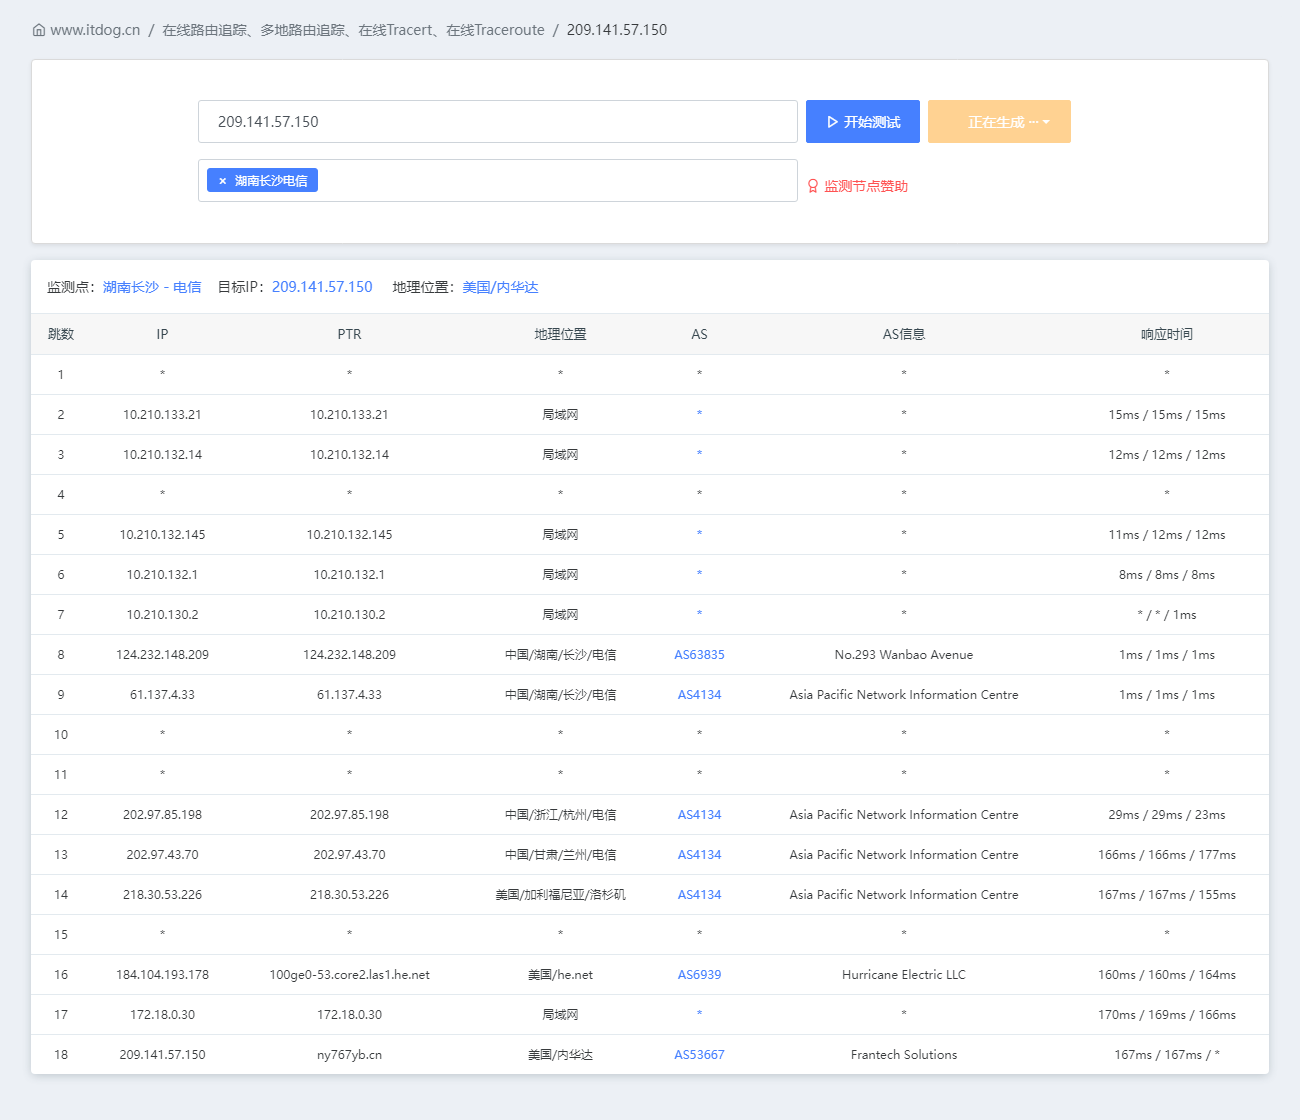 www.itdog.cn / 在线路由追踪、多地路由追踪、在线Tracert、在线Traceroute / 209.141.57.150
209.141.57.150 开始测试 正在生成 ...
× 湖南长沙电信 监测节点赞助
监测点：湖南长沙 - 电信 目标IP：209.141.57.150 地理位置：美国/内华达
跳数 IP PTR 地理位置 AS AS信息 响应时间
1 * * * * * *
2 10.210.133.21 10.210.133.21 局域网 * * 15ms / 15ms / 15ms
3 10.210.132.14 10.210.132.14 局域网 * * 12ms / 12ms / 12ms
4 * * * * * *
5 10.210.132.145 10.210.132.145 局域网 * * 11ms / 12ms / 12ms
6 10.210.132.1 10.210.132.1 局域网 * * 8ms / 8ms / 8ms
7 10.210.130.2 10.210.130.2 局域网 * * * / * / 1ms
8 124.232.148.209 124.232.148.209 中国/湖南/长沙/电信 AS63835 No.293 Wanbao Avenue 1ms / 1ms / 1ms
9 61.137.4.33 61.137.4.33 中国/湖南/长沙/电信 AS4134 Asia Pacific Network Information Centre 1ms / 1ms / 1ms
10 * * * * * *
11 * * * * * *
12 202.97.85.198 202.97.85.198 中国/浙江/杭州/电信 AS4134 Asia Pacific Network Information Centre 29ms / 29ms / 23ms
13 202.97.43.70 202.97.43.70 中国/甘肃/兰州/电信 AS4134 Asia Pacific Network Information Centre 166ms / 166ms / 177ms
14 218.30.53.226 218.30.53.226 美国/加利福尼亚/洛杉矶 AS4134 Asia Pacific Network Information Centre 167ms / 167ms / 155ms
15 * * * * * *
16 184.104.193.178 100ge0-53.core2.las1.he.net 美国/he.net AS6939 Hurricane Electric LLC 160ms / 160ms / 164ms
17 172.18.0.30 172.18.0.30 局域网 * * 170ms / 169ms / 166ms
18 209.141.57.150 ny767yb.cn 美国/内华达 AS53667 Frantech Solutions 167ms / 167ms / *